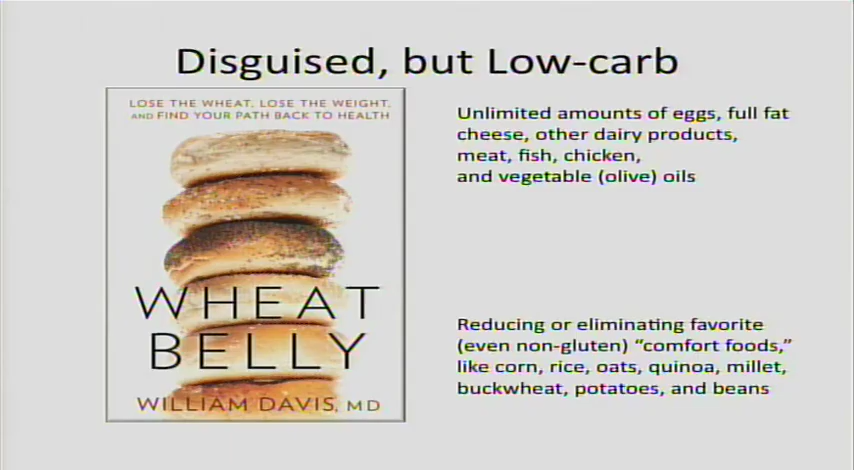 Disguised, but Low-carb
LOSE THE WHEAT, LOSE THE WEIGHT,
AND FIND YOUR PATH BACK TO HEALTH
WHEAT
BELLY
WILLIAM DAVIS, MD
Unlimited amounts of eggs, full fat
cheese, other dairy products,
meat, fish, chicken,
and vegetable (olive) oils
Reducing or eliminating favorite
(even non-gluten) “comfort foods,”
like corn, rice, oats, quinoa, millet,
buckwheat, potatoes, and beans